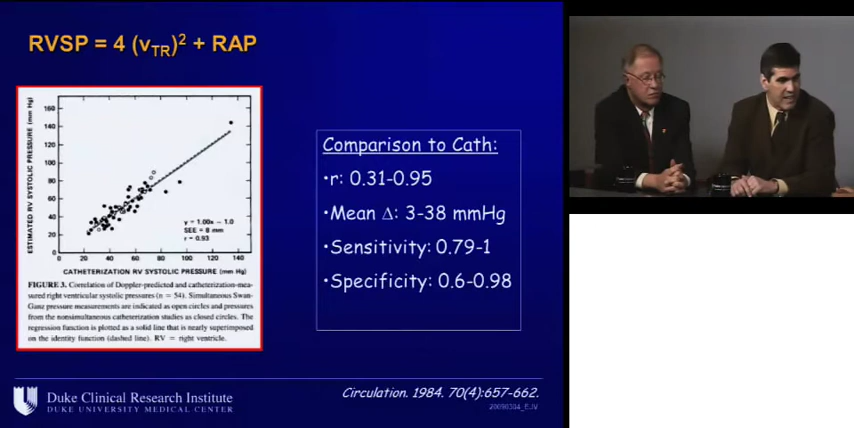 RVSP = 4 (vTR)2 + RAP
ESTIMATED RV SYSTOLIC PRESSURE (mm Hg)
160
140
120
100
80
60
40
20
0
y = 1.00x - 1.0
SEE = 8 mm
r = 0.93
0 20 40 60 80 100 120 140
CATHETERIZATION RV SYSTOLIC PRESSURE (mm Hg)
FIGURE 3. Correlation of Doppler-predicted and catheterization-mea-
sured right ventricular systolic pressures (n = 54). Simultaneous Swan-
Ganz pressure measurements are indicated as open circles and pressures
from the nonsimultaneous catheterization studies as closed circles. The
regression function is plotted as a solid line that is nearly superimposed
on the identity function (dashed line). RV = right ventricle.
Comparison to Cath:
•r: 0.31-0.95
•Mean Δ: 3-38 mmHg
•Sensitivity: 0.79-1
•Specificity: 0.6-0.98
Duke Clinical Research Institute
DUKE UNIVERSITY MEDICAL CENTER
Circulation. 1984. 70(4):657-662.
20090304_EJV